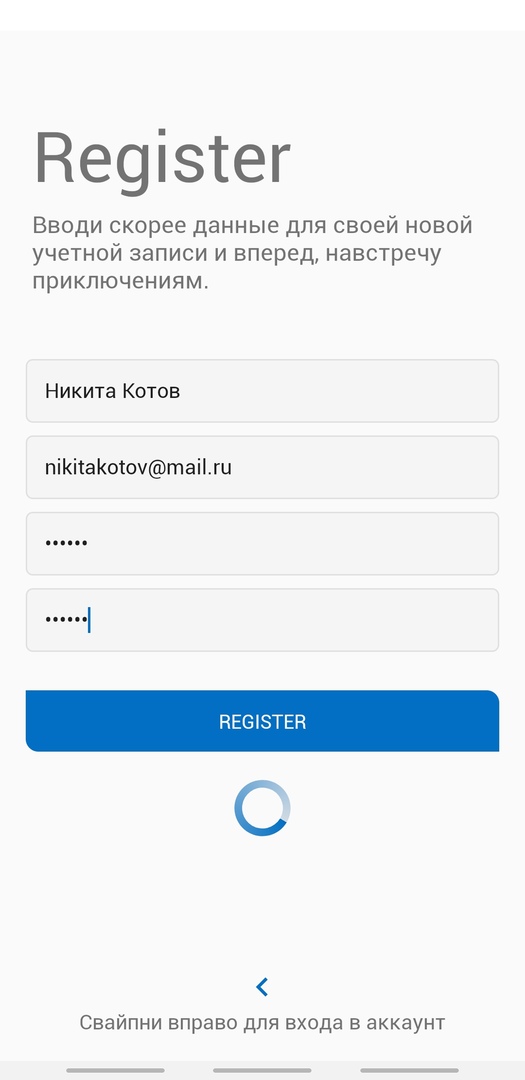 Register
Вводи скорее данные для своей новой
учетной записи и вперед, навстречу
приключениям.
Никита Котов
nikitakotov@mail.ru
••••••
••••••
REGISTER
Свайпни вправо для входа в аккаунт